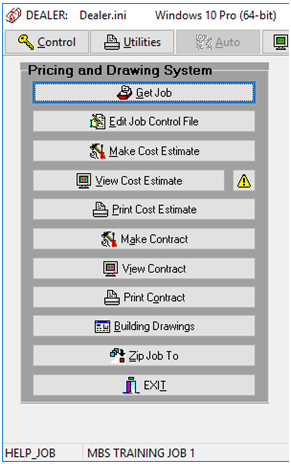 DEALER: Dealer.ini Windows 10 Pro (64-bit)
Control Utilities Auto
Pricing and Drawing System
Get Job
Edit Job Control File
Make Cost Estimate
View Cost Estimate
Print Cost Estimate
Make Contract
View Contract
Print Contract
Building Drawings
Zip Job To
EXIT
HELP_JOB MBS TRAINING JOB 1